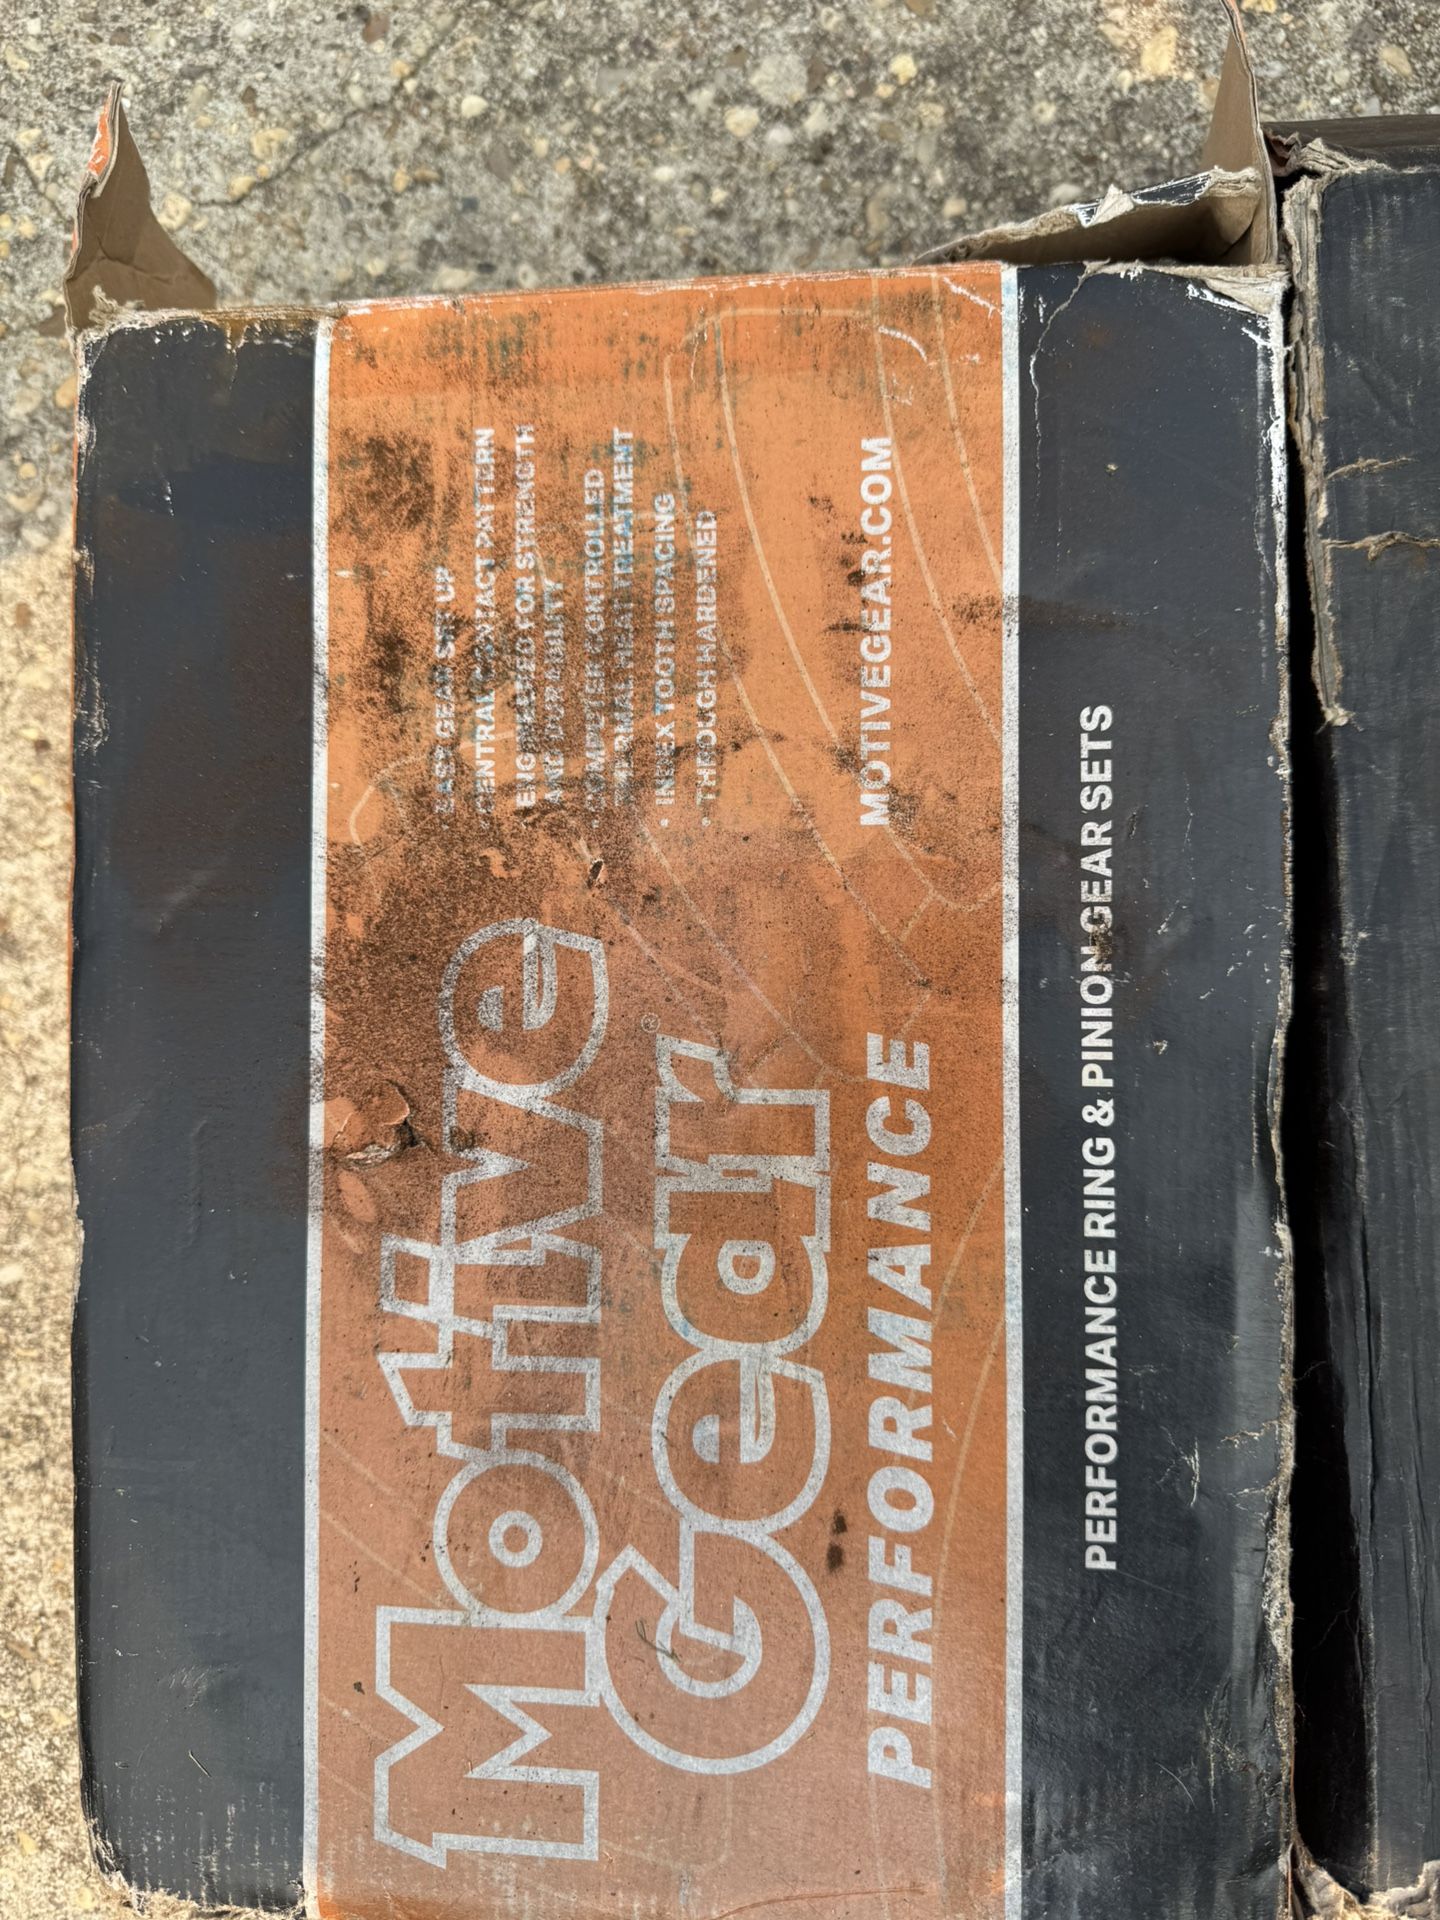 Motive
Gear®
PERFORMANCE
• EASY GEAR SET UP
• CENTRAL CONTACT PATTERN
• ENGINEERED FOR STRENGTH
AND DURABILITY
• COMPUTER CONTROLLED
THERMAL HEAT TREATMENT
• INDEX TOOTH SPACING
• THROUGH HARDENED
MOTIVEGEAR.COM
PERFORMANCE RING & PINION GEAR SETS